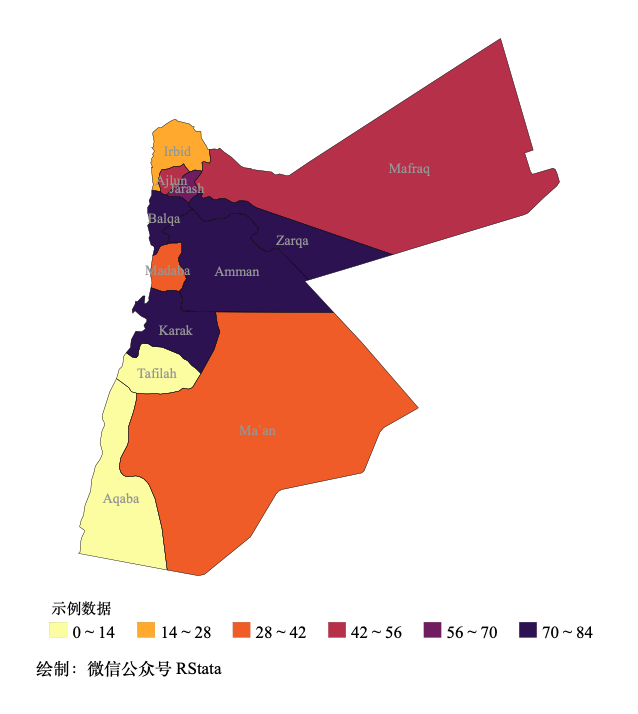 Irbid
Mafraq
Ajlun
Jarash
Balqa
Zarqa
Madaba
Amman
Karak
Tafilah
Ma`an
Aqaba
示例数据
0 ~ 14 14 ~ 28 28 ~ 42 42 ~ 56 56 ~ 70 70 ~ 84
绘制：微信公众号 RStata